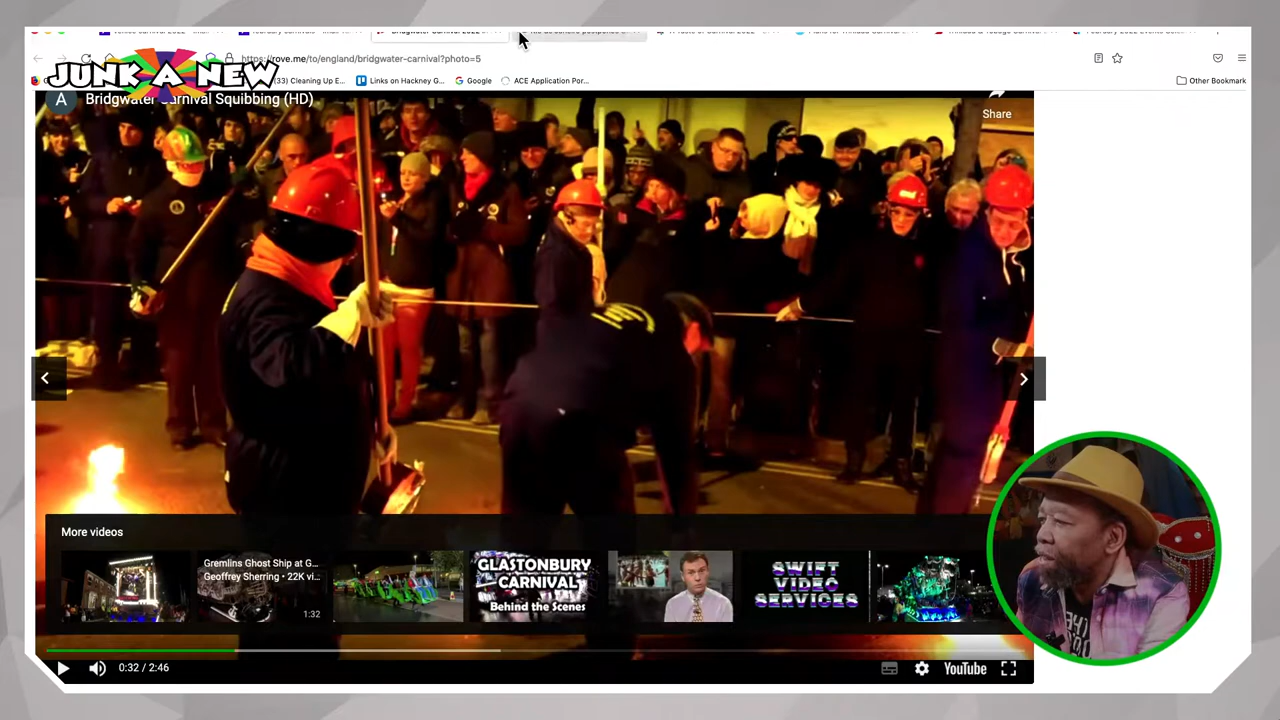 JUNK A NEW
https://rove.me/to/england/bridgwater-carnival?photo=5
(33) Cleaning Up E...
Links on Hackney G...
Google
ACE Application Por...
Other Bookmark
A
Bridgwater Carnival Squibbing (HD)
Share
More videos
Gremlins Ghost Ship at G...
Geoffrey Sherring • 22K vi...
1:32
GLASTONBURY
CARNIVAL
Behind the Scenes
SWIFT
VIDEO
SERVICES
0:32 / 2:46
YouTube